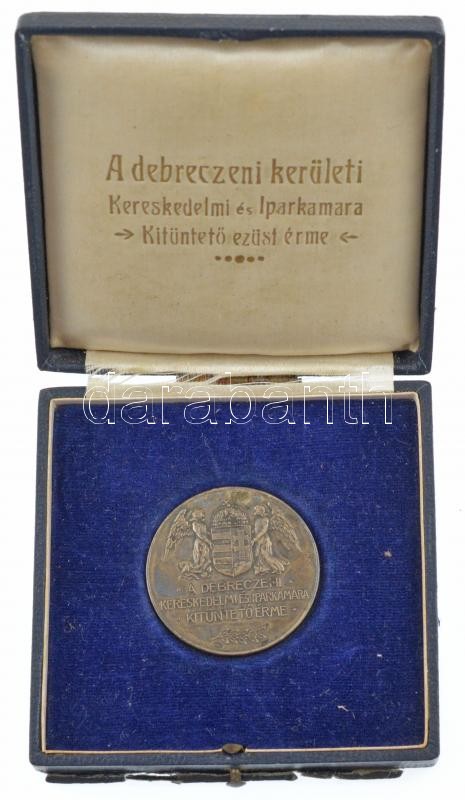 A debreczeni kerületi
Kereskedelmi és Iparkamara
→ Kitüntető ezüst érme ←
darabanth
A DEBRECZENI
KERESKEDELMI ÉS IPARKAMARA
KITÜNTETŐ ÉRME